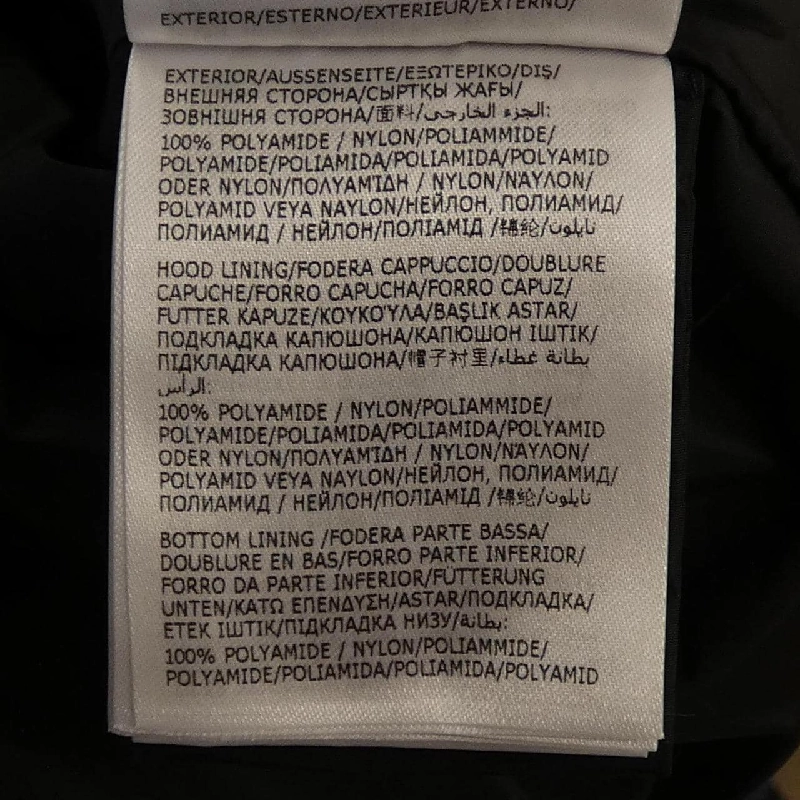 EXTERIOR/ESTERNO/EXTERIEUR/EXTERNO/
EXTERIOR/AUSSENSEITE/ΕΞΩΤΕΡΙΚΟ/DIŞ/
ВНЕШНЯЯ СТОРОНА/СЫРТҚЫ ЖАҒЫ/
ЗОВНІШНЯ СТОРОНА/面料/الجزء الخارجى:
100% POLYAMIDE / NYLON/POLIAMMIDE/
POLYAMIDE/POLIAMIDA/POLIAMIDA/POLYAMID
ODER NYLON/ΠΟΛΥΑΜΊΔΗ / NYLON/ΝΆΥΛΟΝ/
POLYAMID VEYA NAYLON/НЕЙЛОН, ПОЛИАМИД/
ПОЛИАМИД / НЕЙЛОН/ПОЛІАМІД /锦纶/نايلون
HOOD LINING/FODERA CAPPUCCIO/DOUBLURE
CAPUCHE/FORRO CAPUCHA/FORRO CAPUZ/
FUTTER KAPUZE/ΚΟΥΚΟΎΛΑ/BAŞLIK ASTAR/
ПОДКЛАДКА КАПЮШОНА/КАПЮШОН ІШТІК/
ПІДКЛАДКА КАПЮШОНА/帽子衬里/بطانة غطاء
الرأس:
100% POLYAMIDE / NYLON/POLIAMMIDE/
POLYAMIDE/POLIAMIDA/POLIAMIDA/POLYAMID
ODER NYLON/ΠΟΛΥΑΜΊΔΗ / NYLON/ΝΆΥΛΟΝ/
POLYAMID VEYA NAYLON/НЕЙЛОН, ПОЛИАМИД/
ПОЛИАМИД / НЕЙЛОН/ПОЛІАМІД /锦纶/نايلون
BOTTOM LINING /FODERA PARTE BASSA/
DOUBLURE EN BAS/FORRO PARTE INFERIOR/
FORRO DA PARTE INFERIOR/FÜTTERUNG
UNTEN/ΚΑΤΩ ΕΠΕΝΔΥΣΗ/ASTAR/ПОДКЛАДКА/
ЕТЕК ІШТІК/ПІДКЛАДКА НИЗУ/بطانة:
100% POLYAMIDE / NYLON/POLIAMMIDE/
POLYAMIDE/POLIAMIDA/POLIAMIDA/POLYAMID